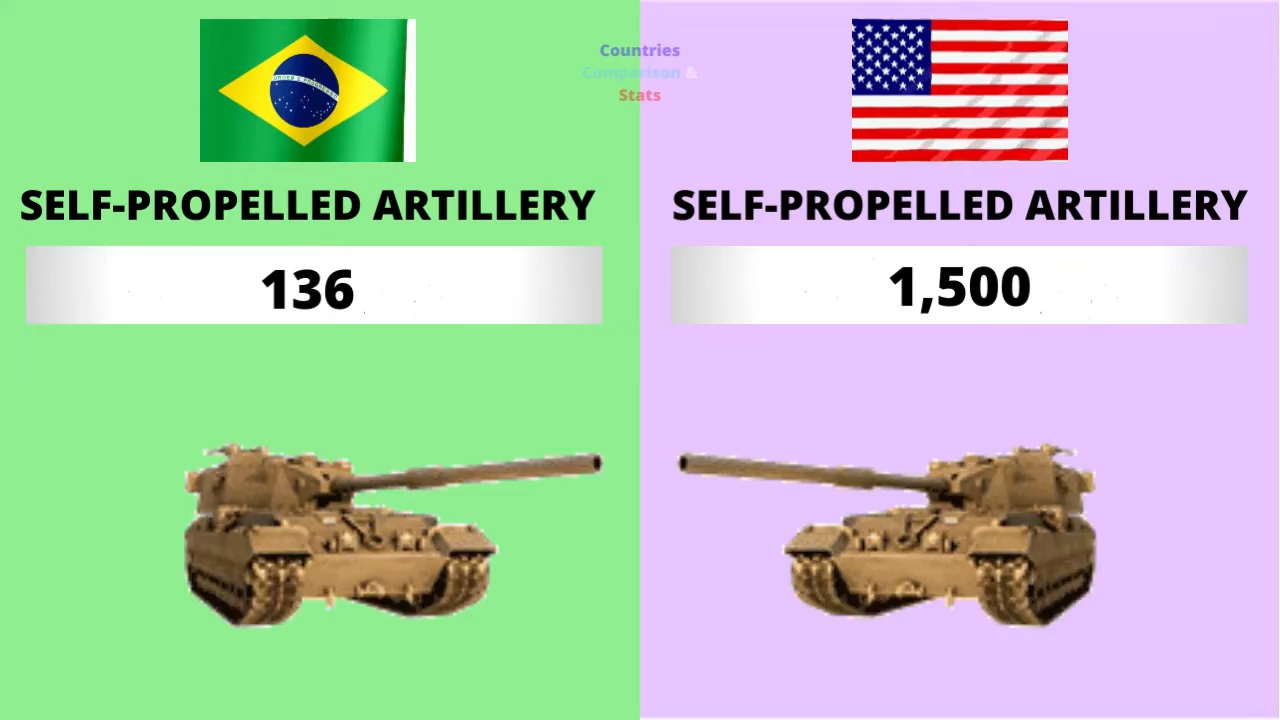 Countries
Comparison &
Stats
SELF-PROPELLED ARTILLERY
136
SELF-PROPELLED ARTILLERY
1,500